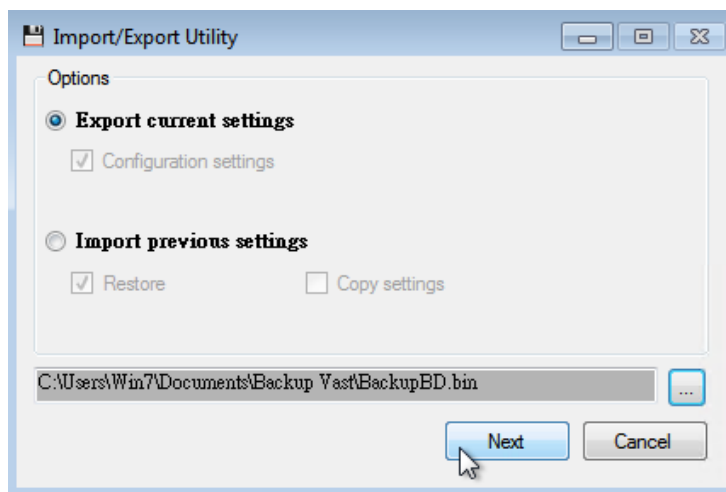 Import/Export Utility
Options
Export current settings
Configuration settings
Import previous settings
Restore Copy settings
C:\Users\Win7\Documents\Backup Vast\BackupBD.bin
...
Next Cancel